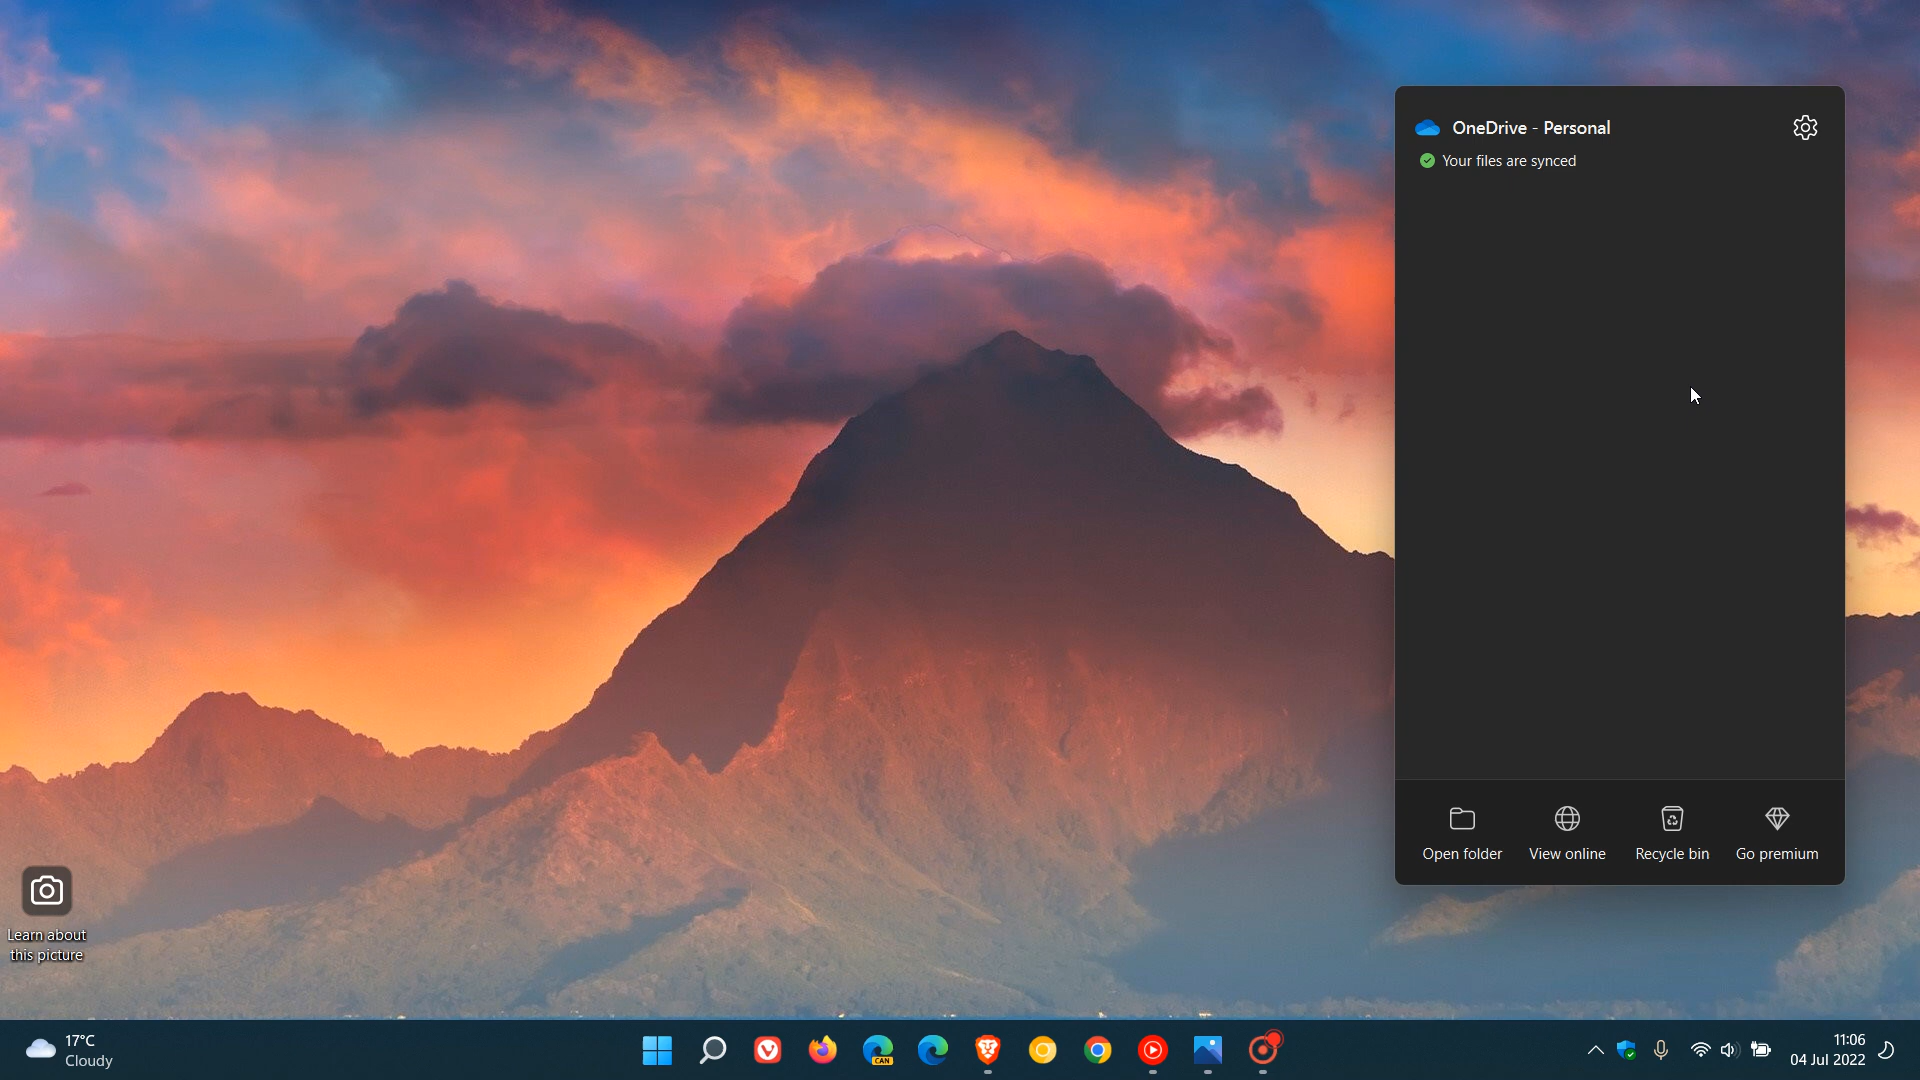 OneDrive - Personal
Your files are synced
Open folder
View online
Recycle bin
Go premium
Learn about
this picture
17°C
Cloudy
CAN
11:06
04 Jul 2022